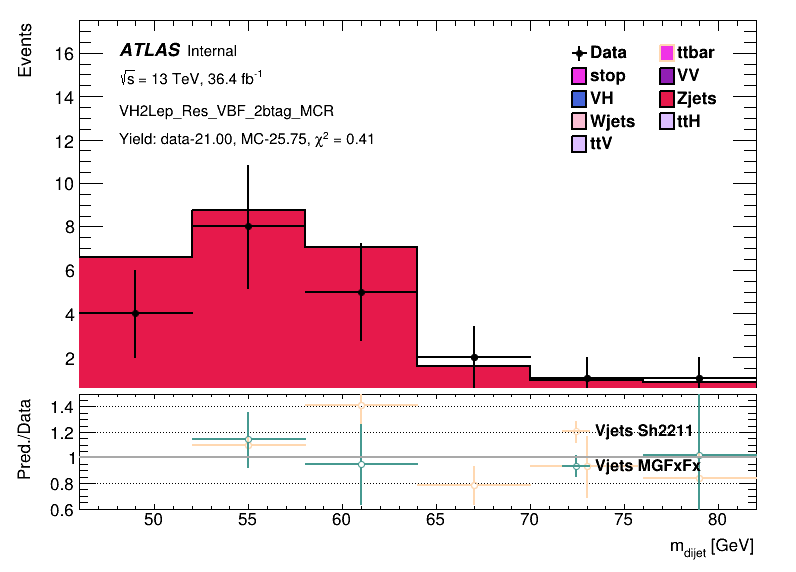 Events
ATLAS Internal
√s = 13 TeV, 36.4 fb⁻¹
VH2Lep_Res_VBF_2btag_MCR
Yield: data-21.00, MC-25.75, χ² = 0.41
Data
ttbar
stop
VV
VH
Zjets
Wjets
ttH
ttV
16
14
12
10
8
6
4
2
Pred./Data
1.4
1.2
1
0.8
0.6
Vjets Sh2211
Vjets MGFxFx
50 55 60 65 70 75 80
m_dijet [GeV]